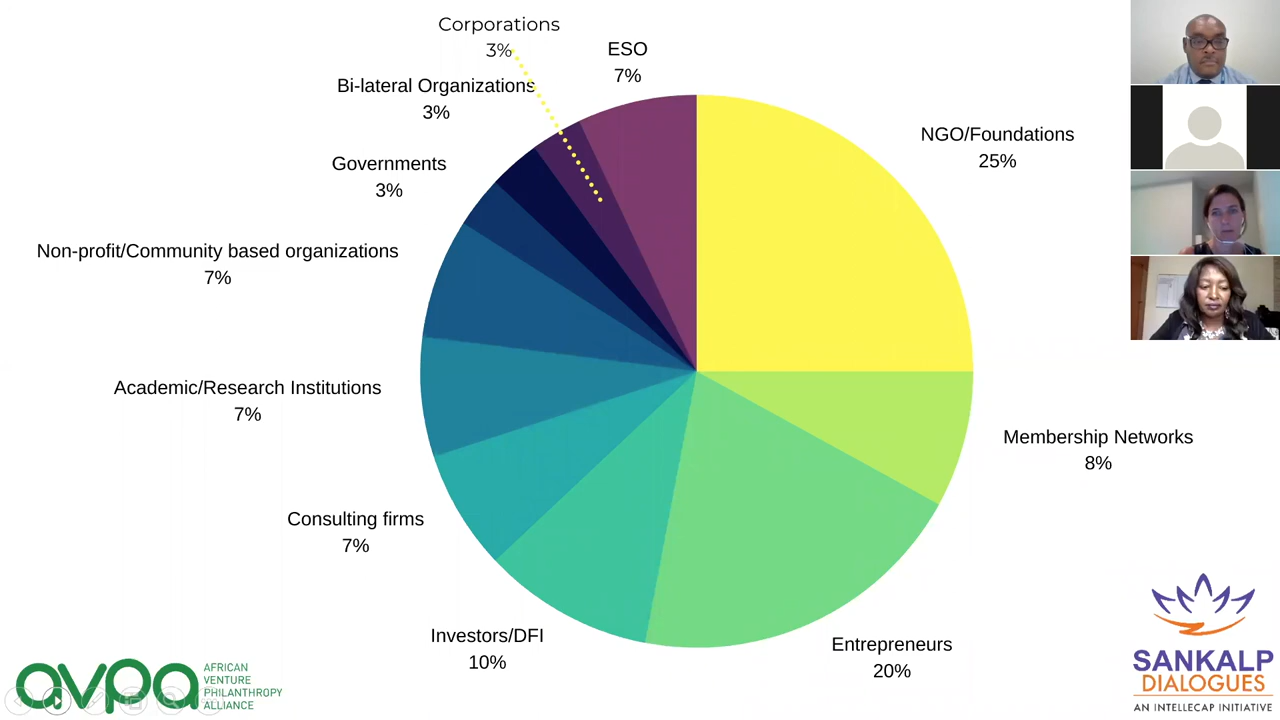 Corporations
3%
ESO
7%
Bi-lateral Organizations
3%
NGO/Foundations
25%
Governments
3%
Non-profit/Community based organizations
7%
Academic/Research Institutions
7%
Membership Networks
8%
Consulting firms
7%
Investors/DFI
10%
Entrepreneurs
20%
avpa
AFRICAN
VENTURE
PHILANTHROPY
ALLIANCE
SANKALP
DIALOGUES
AN INTELLECAP INITIATIVE